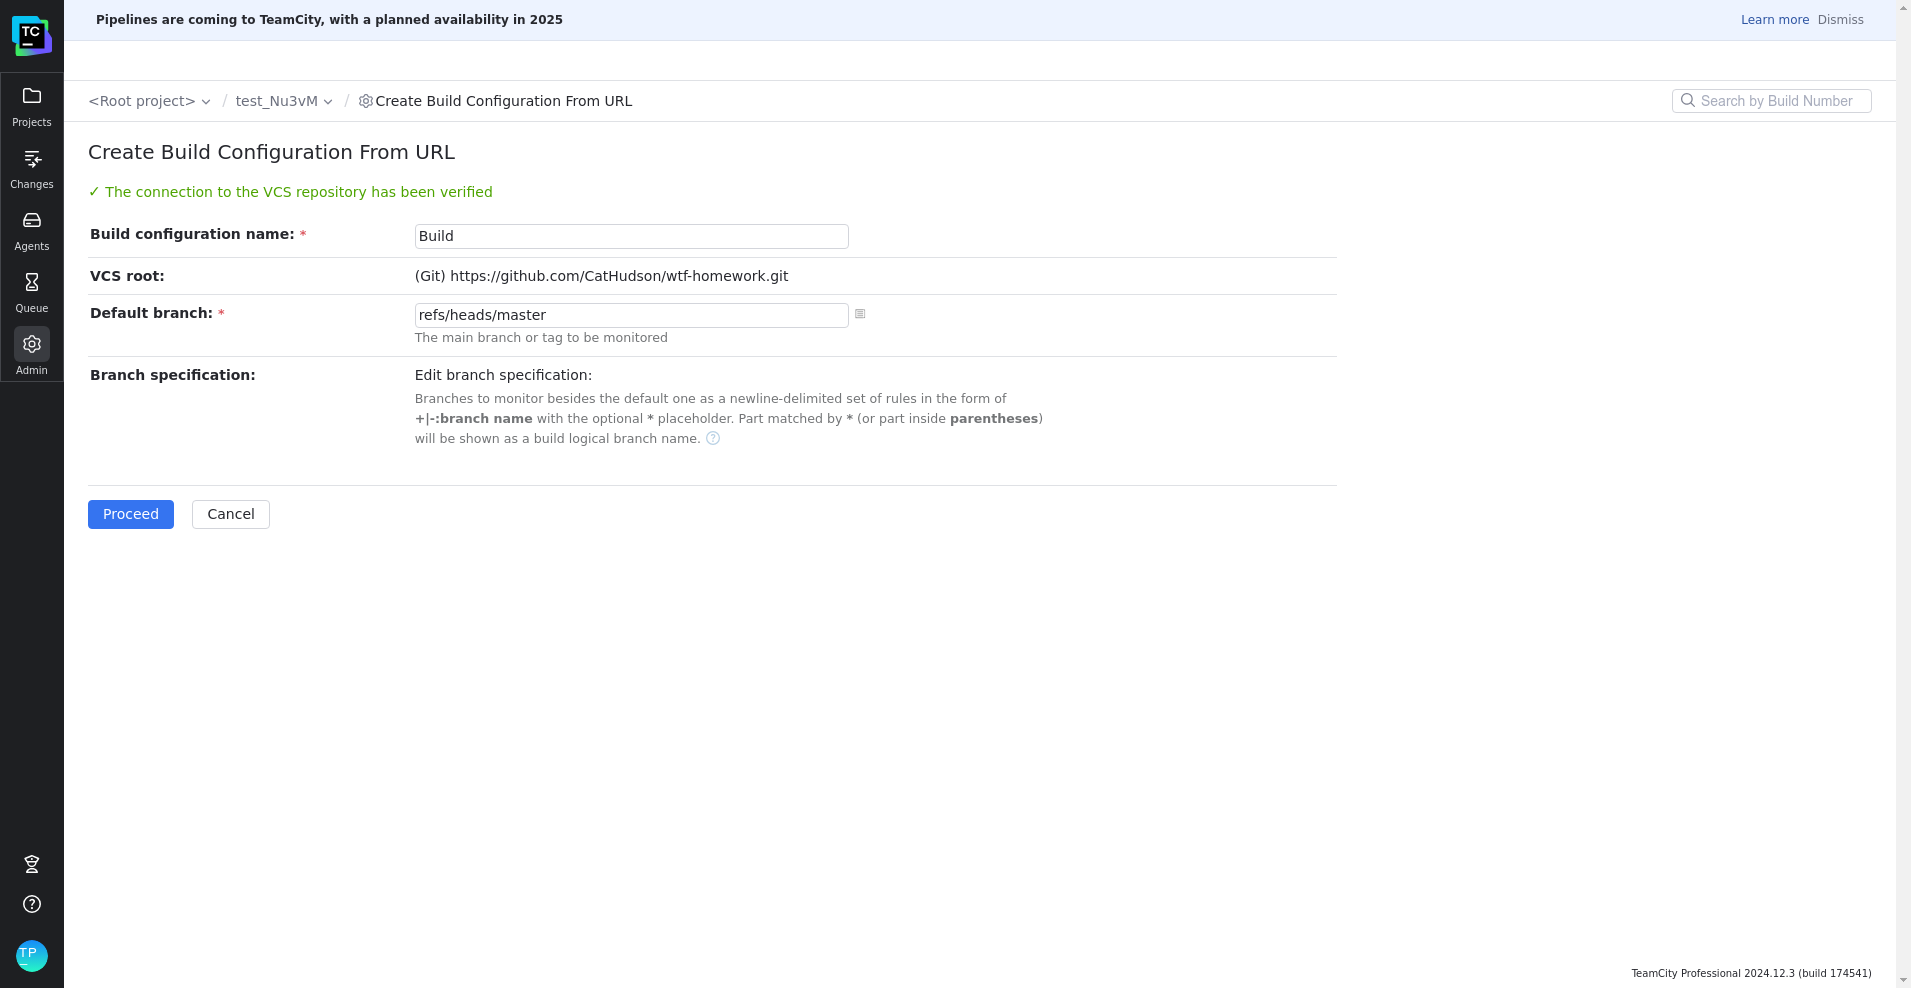 Pipelines are coming to TeamCity, with a planned availability in 2025
Learn more Dismiss
TC
<Root project> / test_Nu3vM / Create Build Configuration From URL
Search by Build Number
Projects
Changes
Agents
Queue
Admin
Create Build Configuration From URL
✓ The connection to the VCS repository has been verified
Build configuration name: * Build
VCS root: (Git) https://github.com/CatHudson/wtf-homework.git
Default branch: * refs/heads/master
The main branch or tag to be monitored
Branch specification: Edit branch specification:
Branches to monitor besides the default one as a newline-delimited set of rules in the form of
+|-:branch name with the optional * placeholder. Part matched by * (or part inside parentheses)
will be shown as a build logical branch name. ?
Proceed Cancel
TP
TeamCity Professional 2024.12.3 (build 174541)